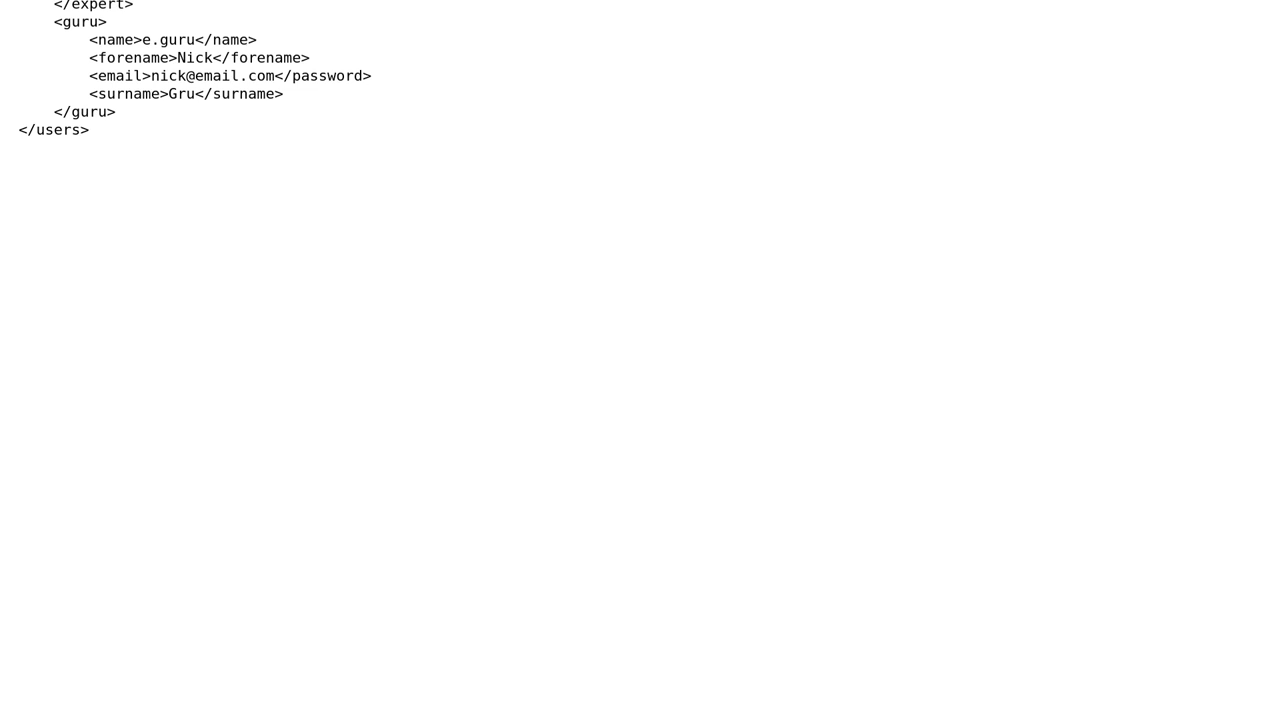 </expert>
<guru>
<name>e.guru</name>
<forename>Nick</forename>
<email>nick@email.com</password>
<surname>Gru</surname>
</guru>
</users>